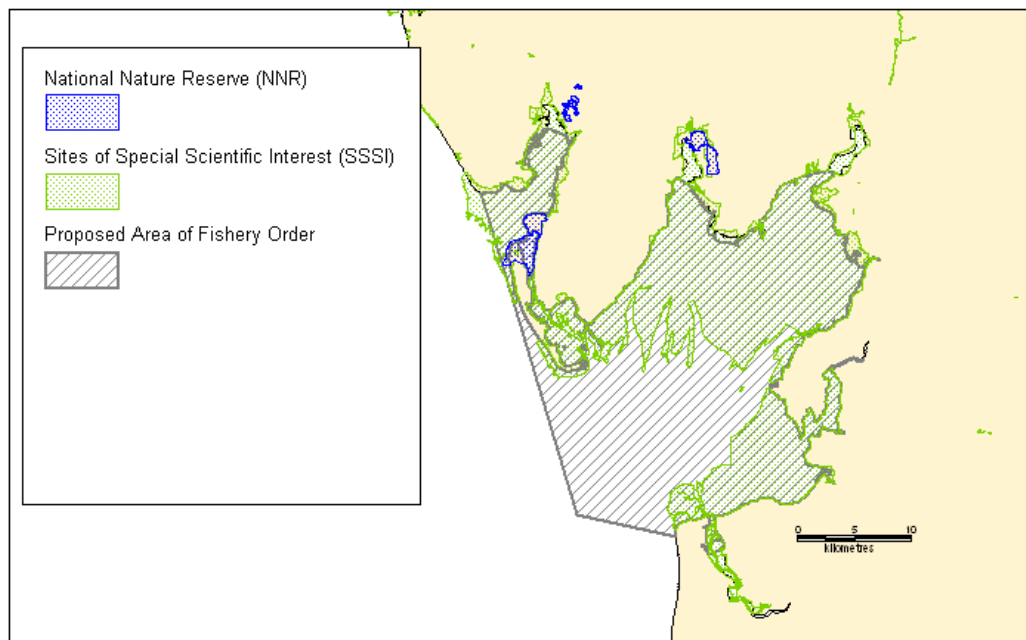 National Nature Reserve (NNR)
Sites of Special Scientific Interest (SSSI)
Proposed Area of Fishery Order
0 5 10
kilometres